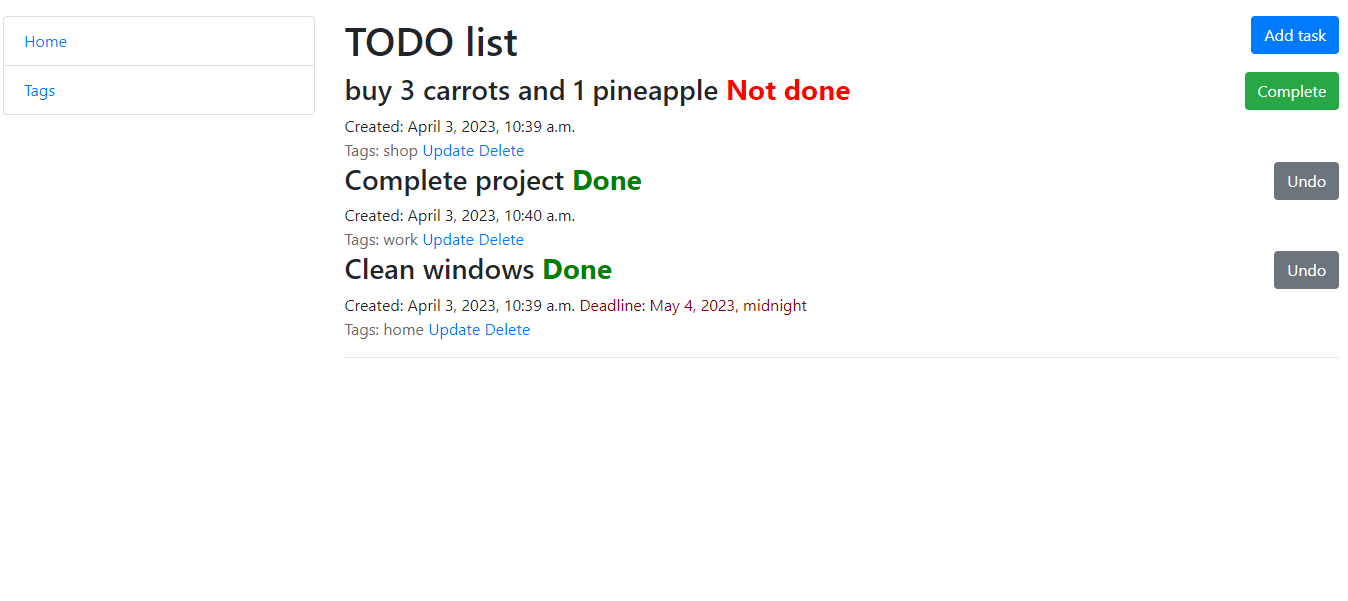 Home
Tags
TODO list
Add task
buy 3 carrots and 1 pineapple Not done
Complete
Created: April 3, 2023, 10:39 a.m.
Tags: shop Update Delete
Complete project Done
Undo
Created: April 3, 2023, 10:40 a.m.
Tags: work Update Delete
Clean windows Done
Undo
Created: April 3, 2023, 10:39 a.m. Deadline: May 4, 2023, midnight
Tags: home Update Delete